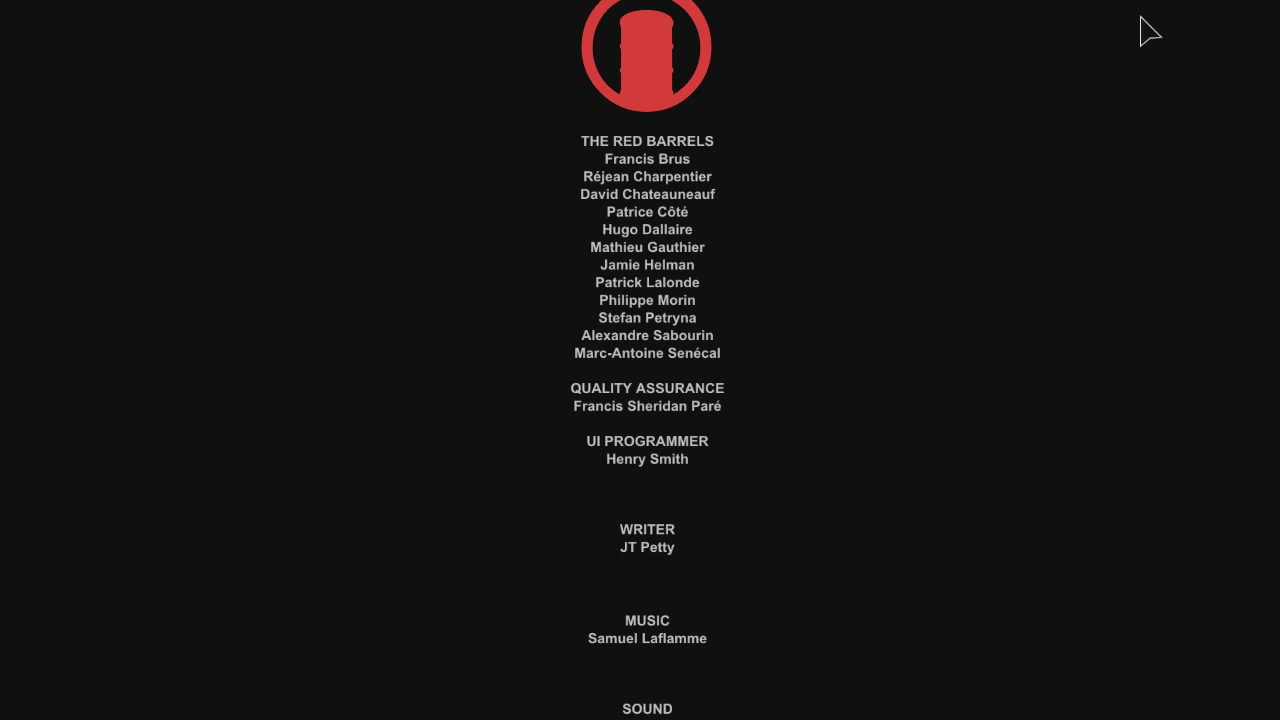 THE RED BARRELS
Francis Brus
Réjean Charpentier
David Chateauneuf
Patrice Côté
Hugo Dallaire
Mathieu Gauthier
Jamie Helman
Patrick Lalonde
Philippe Morin
Stefan Petryna
Alexandre Sabourin
Marc-Antoine Senécal
QUALITY ASSURANCE
Francis Sheridan Paré
UI PROGRAMMER
Henry Smith
WRITER
JT Petty
MUSIC
Samuel Laflamme
SOUND